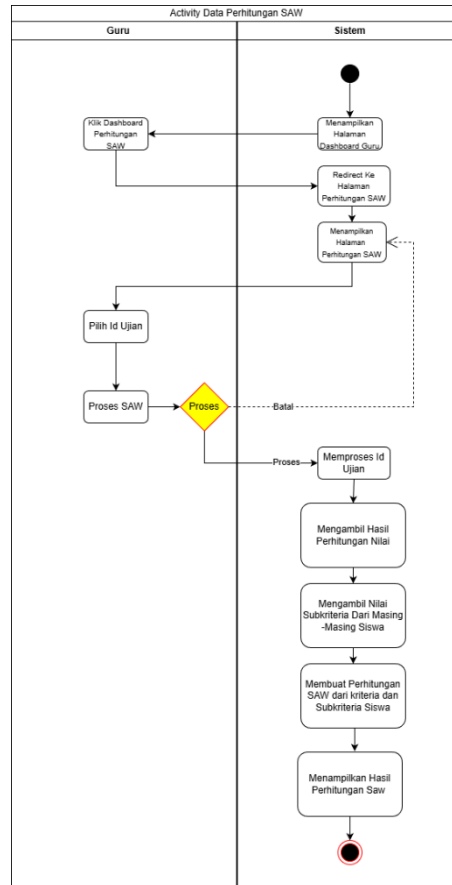 Activity Data Perhitungan SAW
Guru
Sistem
Menampilkan
Halaman
Dashboard Guru
Klik Dashboard
Perhitungan
SAW
Redirect Ke
Halaman
Perhitungan SAW
Menampilkan
Halaman
Perhitungan SAW
Pilih Id Ujian
Proses SAW
Proses
Batal
Proses
Memproses Id
Ujian
Mengambil Hasil
Perhitungan Nilai
Mengambil Nilai
Subkriteria Dari Masing
-Masing Siswa
Membuat Perhitungan
SAW dari kriteria dan
Subkriteria Siswa
Menampilkan Hasil
Perhitungan Saw